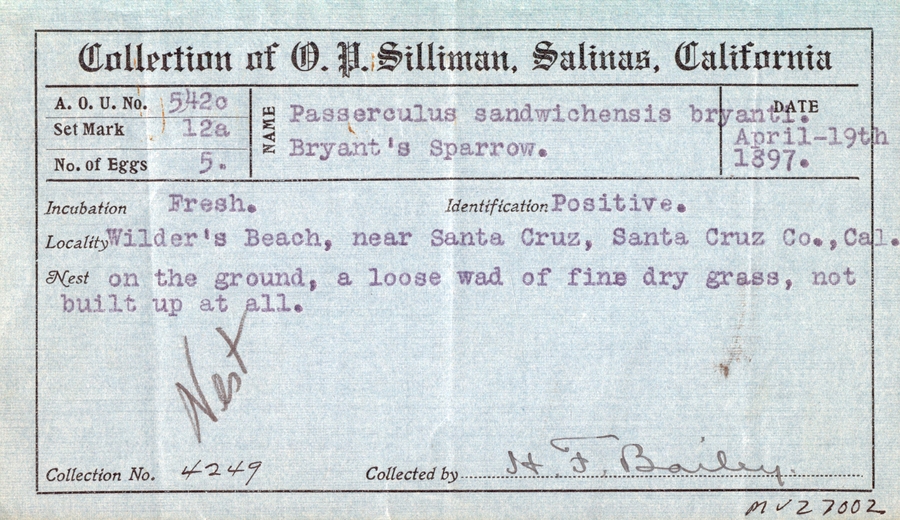 Collection of O. P. Silliman, Salinas, California
A. O. U. No. 542c
Set Mark 12a
No. of Eggs 5.
NAME
Passerculus sandwichensis bryanti.
Bryant's Sparrow.
DATE
April-19th
1897.
Incubation Fresh. Identification Positive.
Locality Wilder's Beach, near Santa Cruz, Santa Cruz Co., Cal.
Nest on the ground, a loose wad of fine dry grass, not
built up at all.
Nest
Collection No. 4249 Collected by H. F. Bailey.
MVZ 7002